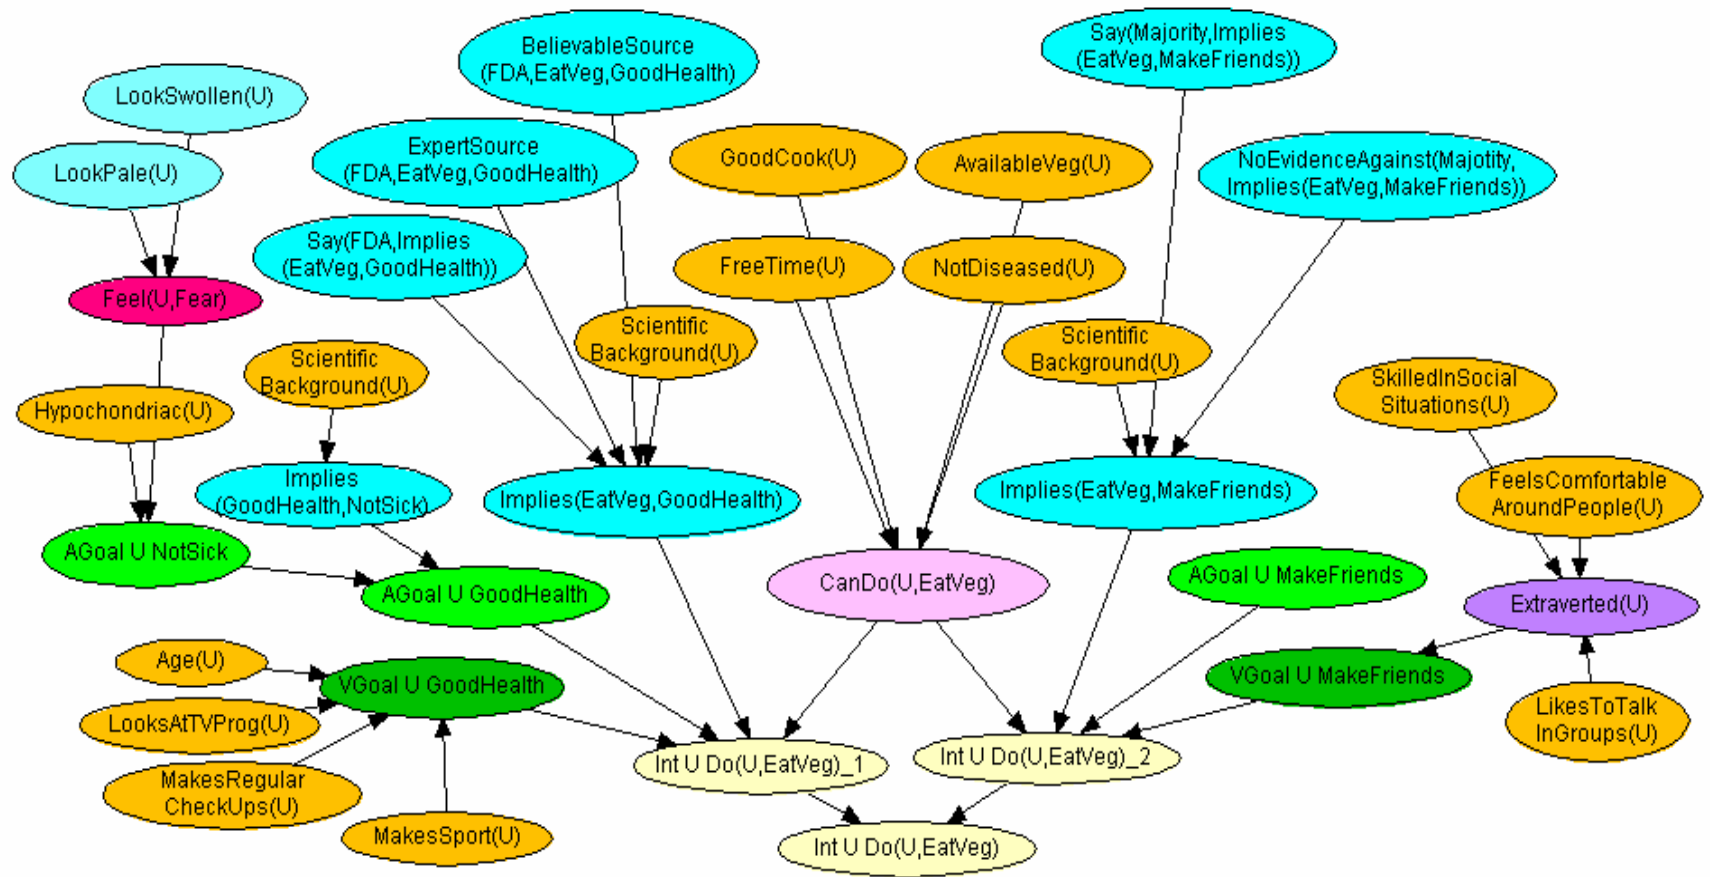 Say(Majority,Implies
(EatVeg,MakeFriends))
BelievableSource
(FDA,EatVeg,GoodHealth)
LookSwollen(U)
ExpertSource
(FDA,EatVeg,GoodHealth)
GoodCook(U)
AvailableVeg(U)
NoEvidenceAgainst(Majotity,
Implies(EatVeg,MakeFriends))
LookPale(U)
Say(FDA,Implies
(EatVeg,GoodHealth))
FreeTime(U)
NotDiseased(U)
Feel(U,Fear)
Scientific
Background(U)
Scientific
Background(U)
Scientific
Background(U)
SkilledInSocial
Situations(U)
Hypochondriac(U)
Implies
(GoodHealth,NotSick)
Implies(EatVeg,GoodHealth)
Implies(EatVeg,MakeFriends)
FeelsComfortable
AroundPeople(U)
AGoal U NotSick
AGoal U GoodHealth
CanDo(U,EatVeg)
AGoal U MakeFriends
Extraverted(U)
Age(U)
VGoal U GoodHealth
VGoal U MakeFriends
LooksAtTVProg(U)
LikesToTalk
InGroups(U)
Int U Do(U,EatVeg)_1
Int U Do(U,EatVeg)_2
MakesRegular
CheckUps(U)
MakesSport(U)
Int U Do(U,EatVeg)